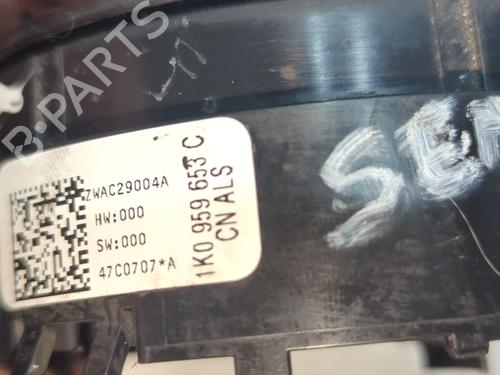 ZWAC29004A
HW:000
SW:000
47C0707*A
1K0 959 653 C
CN ALS
B-PARTS